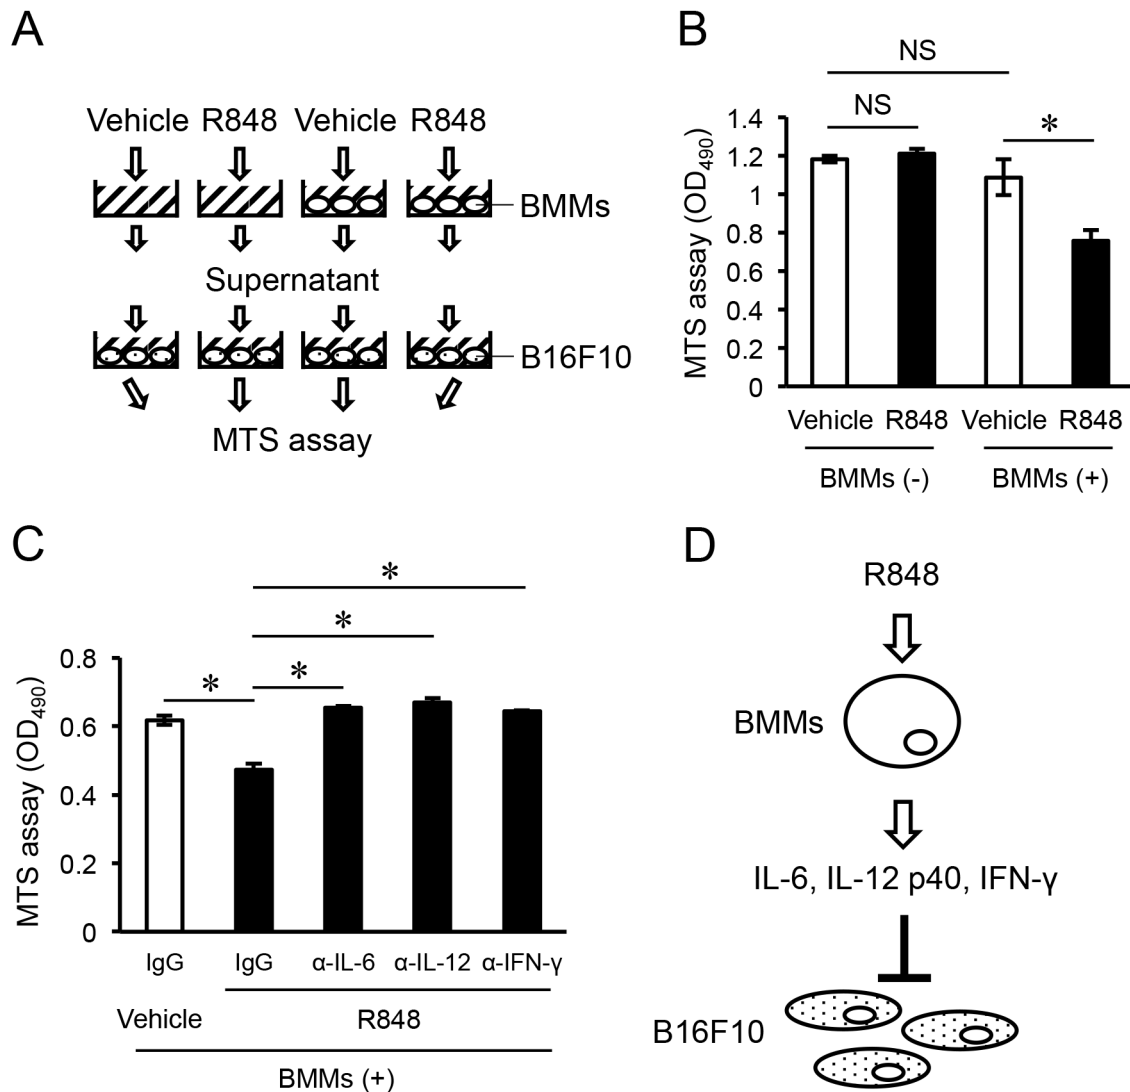 A
Vehicle R848 Vehicle R848
BMMs
Supernatant
B16F10
MTS assay
B
NS
NS
*
MTS assay (OD490)
1.4
1.2
1
0.8
0.6
0.4
0.2
0
Vehicle R848 Vehicle R848
BMMs (-) BMMs (+)
C
*
*
* *
MTS assay (OD490)
0.8
0.6
0.4
0.2
0
IgG IgG α-IL-6 α-IL-12 α-IFN-γ
Vehicle R848
BMMs (+)
D
R848
BMMs
IL-6, IL-12 p40, IFN-γ
B16F10